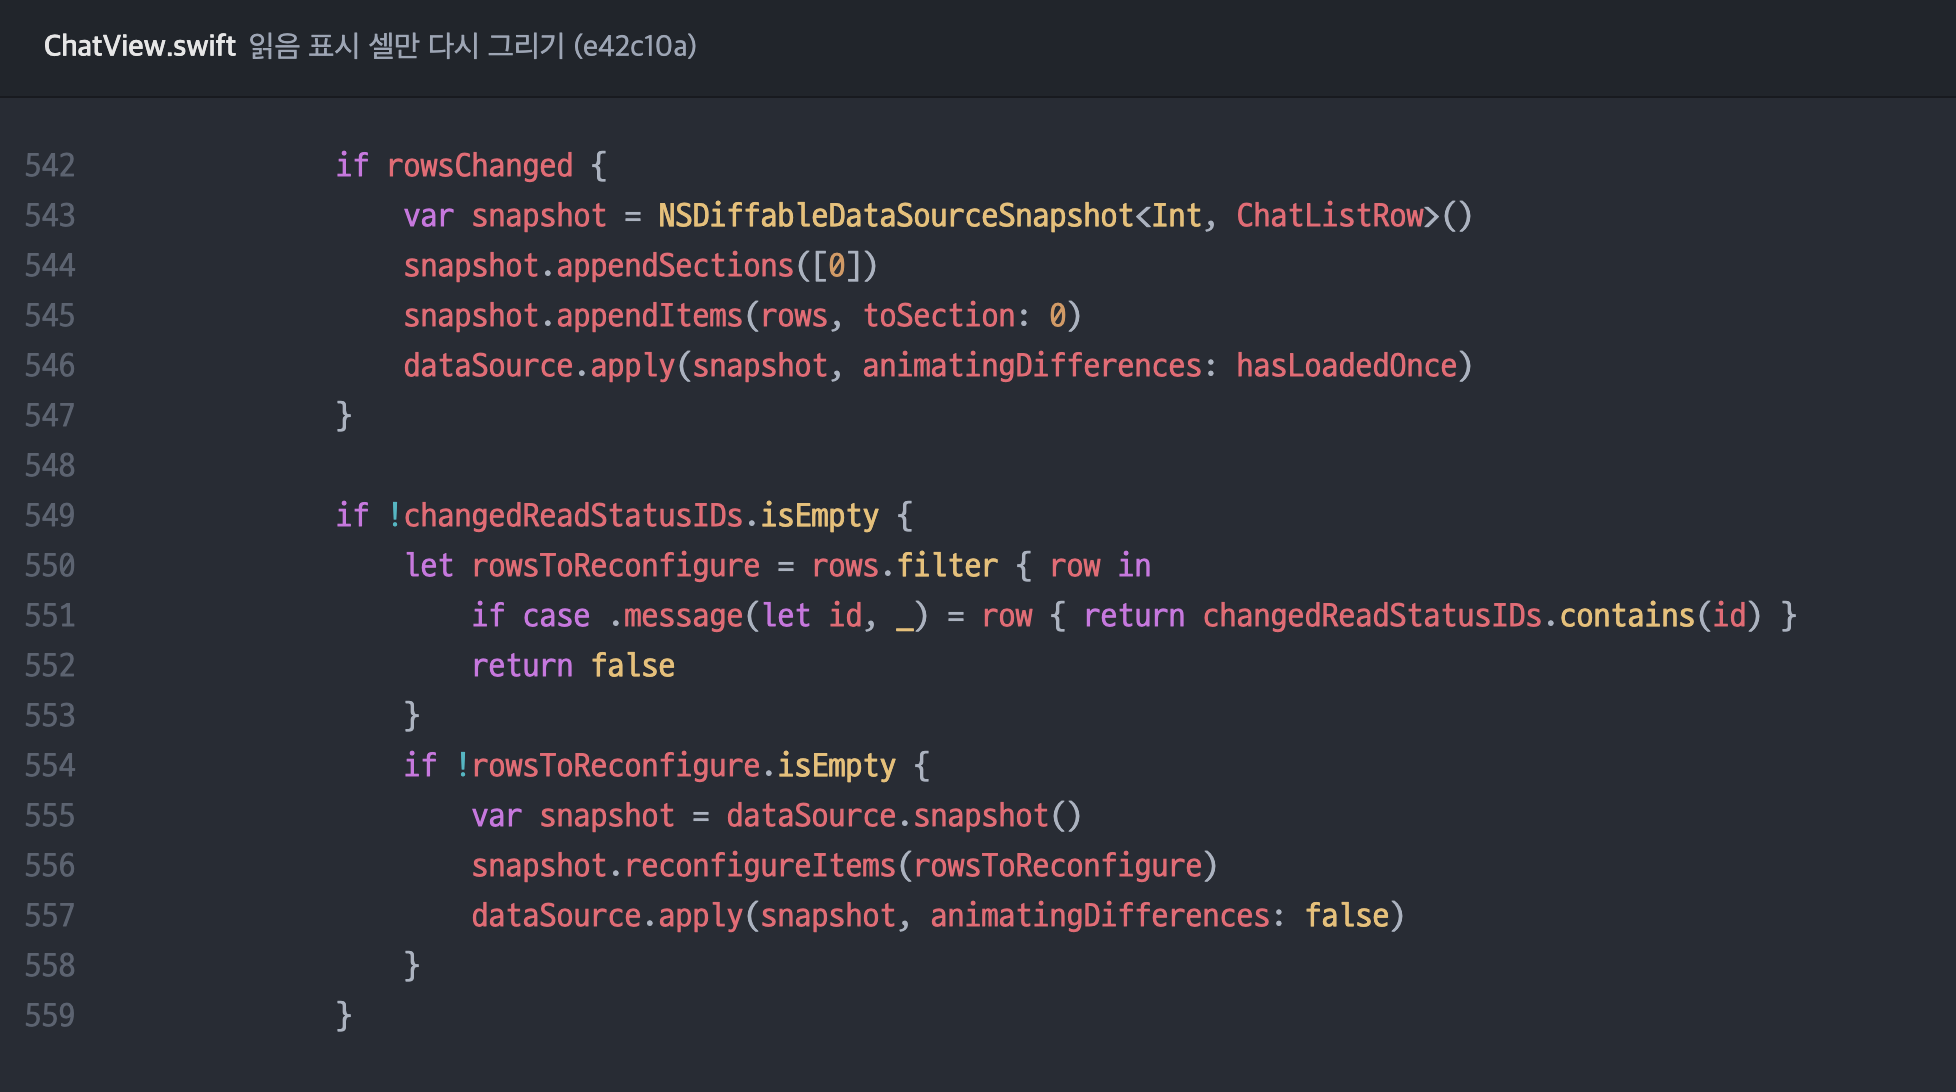 ChatView.swift 읽음 표시 셀만 다시 그리기 (e42c10a)
542 if rowsChanged {
543 var snapshot = NSDiffableDataSourceSnapshot<Int, ChatListRow>()
544 snapshot.appendSections([0])
545 snapshot.appendItems(rows, toSection: 0)
546 dataSource.apply(snapshot, animatingDifferences: hasLoadedOnce)
547 }
548
549 if !changedReadStatusIDs.isEmpty {
550 let rowsToReconfigure = rows.filter { row in
551 if case .message(let id, _) = row { return changedReadStatusIDs.contains(id) }
552 return false
553 }
554 if !rowsToReconfigure.isEmpty {
555 var snapshot = dataSource.snapshot()
556 snapshot.reconfigureItems(rowsToReconfigure)
557 dataSource.apply(snapshot, animatingDifferences: false)
558 }
559 }